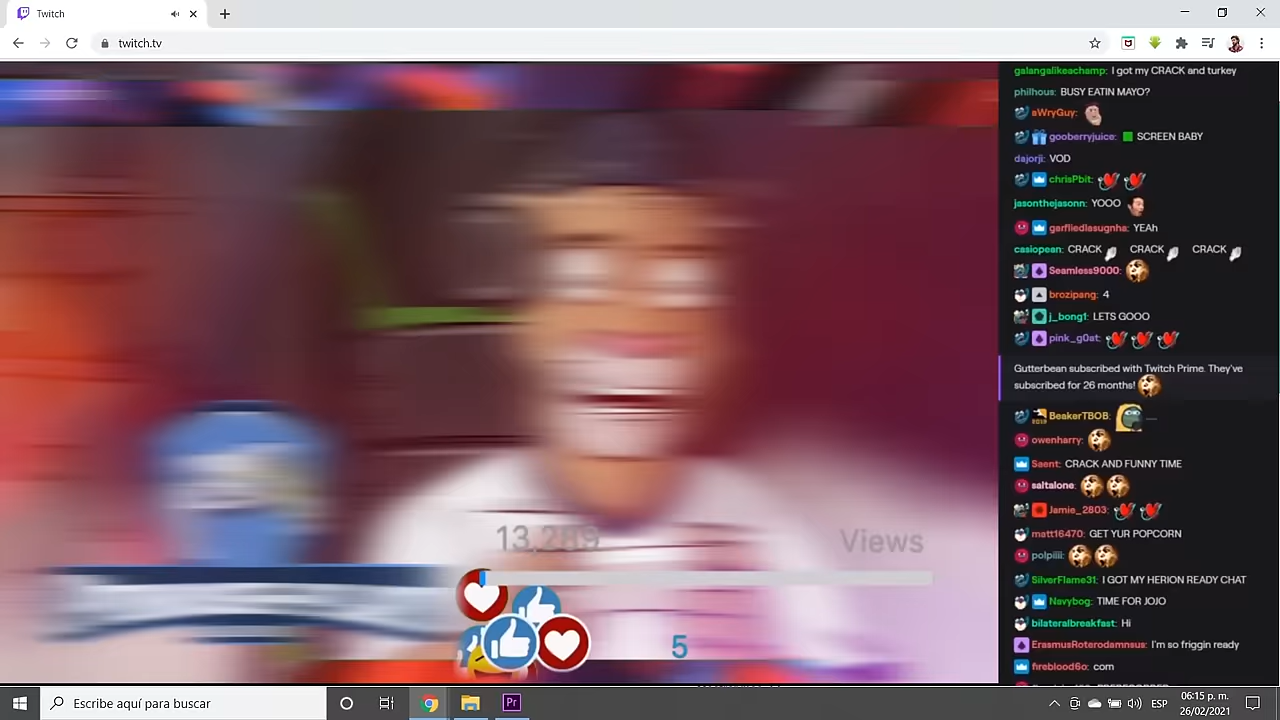 Twitch
twitch.tv
galangalikeachamp: I got my CRACK and turkey
philhous: BUSY EATIN MAYO?
aWryGuy:
gooberryjuice: SCREEN BABY
dajorji: VOD
chrisPbit:
jasonthejasonn: YOOO
garfliedlasugnha: YEAh
casiopean: CRACK CRACK CRACK
Seamless9000:
brozipang: 4
j_bong1: LETS GOOO
pink_g0at:
Gutterbean subscribed with Twitch Prime. They've
subscribed for 26 months!
BeakerTBOB:
owenharry:
Saent: CRACK AND FUNNY TIME
saltalone:
Jamie_2803:
matt16470: GET YUR POPCORN
polpiiii:
SilverFlame31: I GOT MY HERION READY CHAT
Navybog: TIME FOR JOJO
bilateralbreakfast: Hi
ErasmusRoterodamnsus: I'm so friggin ready
fireblood6o: com
13,289 Views
5
Escribe aquí para buscar
Pr
ESP
06:15 p. m.
26/02/2021